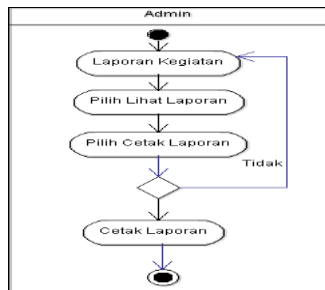 Admin
Laporan Kegiatan
Pilih Lihat Laporan
Pilih Cetak Laporan
Tidak
Cetak Laporan